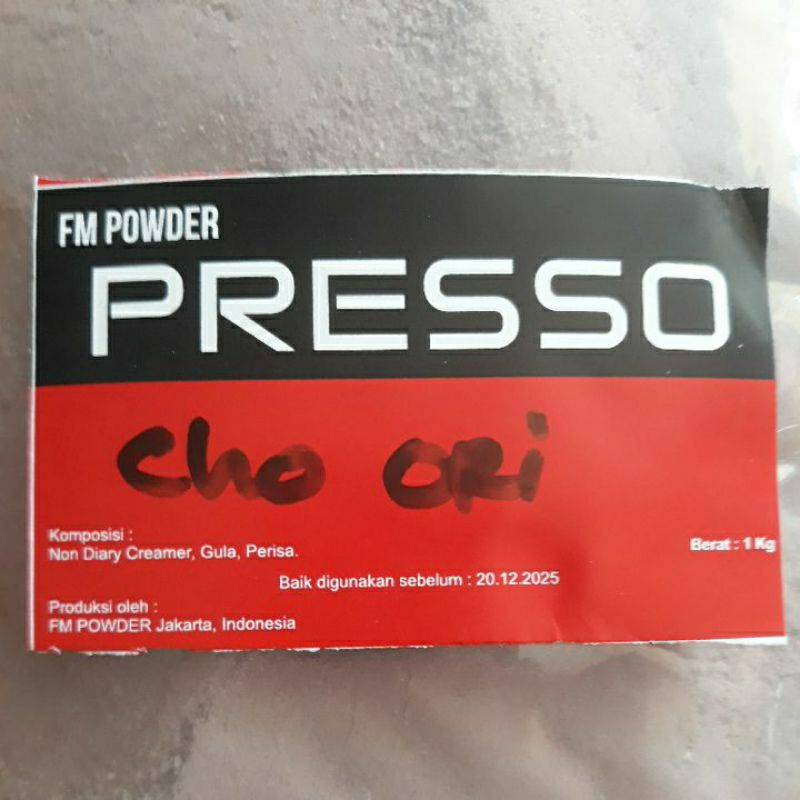 FM POWDER
PRESSO
Cho ORi
Komposisi :
Non Diary Creamer, Gula, Perisa.
Berat : 1 Kg
Baik digunakan sebelum : 20.12.2025
Produksi oleh :
FM POWDER Jakarta, Indonesia